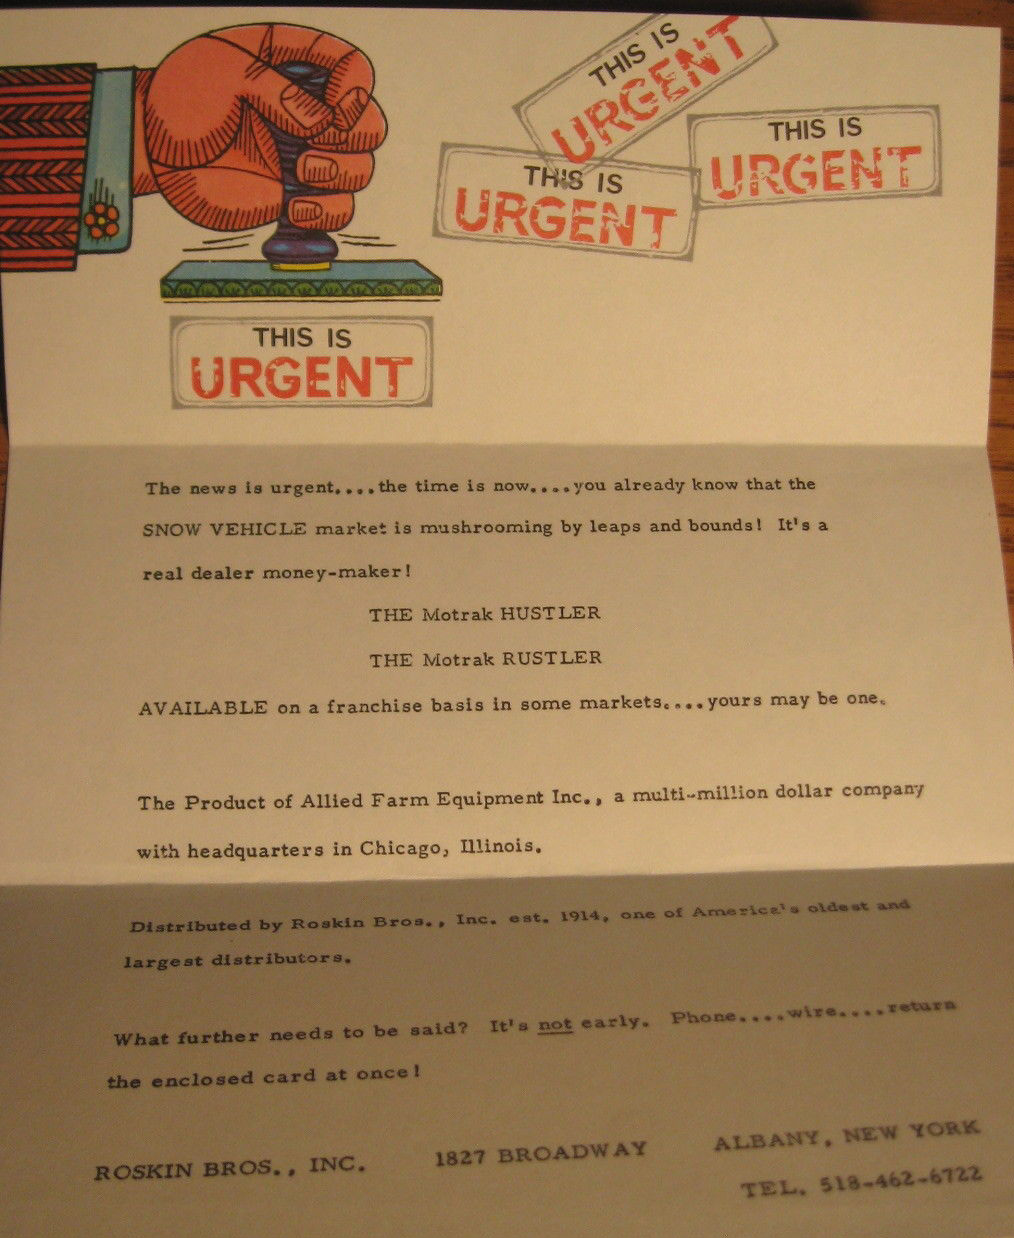 THIS IS
URGENT
THIS IS
URGENT
THIS IS
URGENT
THIS IS
URGENT
The news is urgent....the time is now....you already know that the
SNOW VEHICLE market is mushrooming by leaps and bounds! It's a
real dealer money-maker!
THE Motrak HUSTLER
THE Motrak RUSTLER
AVAILABLE on a franchise basis in some markets....yours may be one.
The Product of Allied Farm Equipment Inc., a multi-million dollar company
with headquarters in Chicago, Illinois.
Distributed by Roskin Bros., Inc. est. 1914, one of America's oldest and
largest distributors.
What further needs to be said? It's not early. Phone....wire....return
the enclosed card at once!
ROSKIN BROS., INC. 1827 BROADWAY ALBANY, NEW YORK
TEL. 518-462-6722